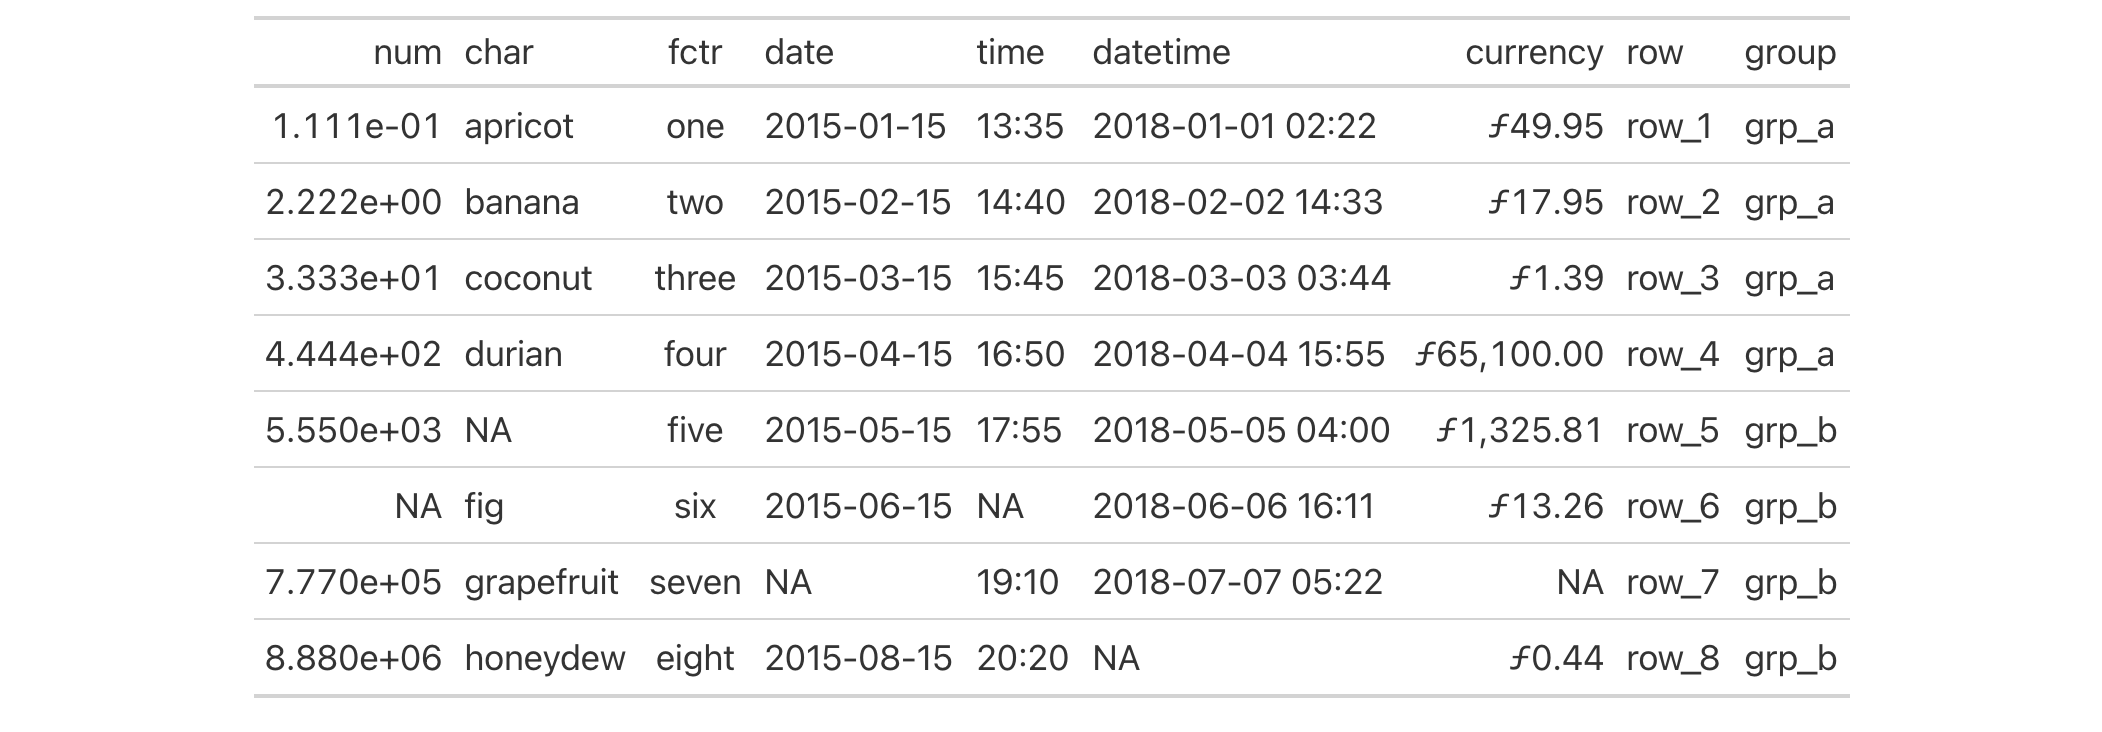 num char fctr date time datetime currency row group
1.111e-01 apricot one 2015-01-15 13:35 2018-01-01 02:22 ƒ49.95 row_1 grp_a
2.222e+00 banana two 2015-02-15 14:40 2018-02-02 14:33 ƒ17.95 row_2 grp_a
3.333e+01 coconut three 2015-03-15 15:45 2018-03-03 03:44 ƒ1.39 row_3 grp_a
4.444e+02 durian four 2015-04-15 16:50 2018-04-04 15:55 ƒ65,100.00 row_4 grp_a
5.550e+03 NA five 2015-05-15 17:55 2018-05-05 04:00 ƒ1,325.81 row_5 grp_b
NA fig six 2015-06-15 NA 2018-06-06 16:11 ƒ13.26 row_6 grp_b
7.770e+05 grapefruit seven NA 19:10 2018-07-07 05:22 NA row_7 grp_b
8.880e+06 honeydew eight 2015-08-15 20:20 NA ƒ0.44 row_8 grp_b